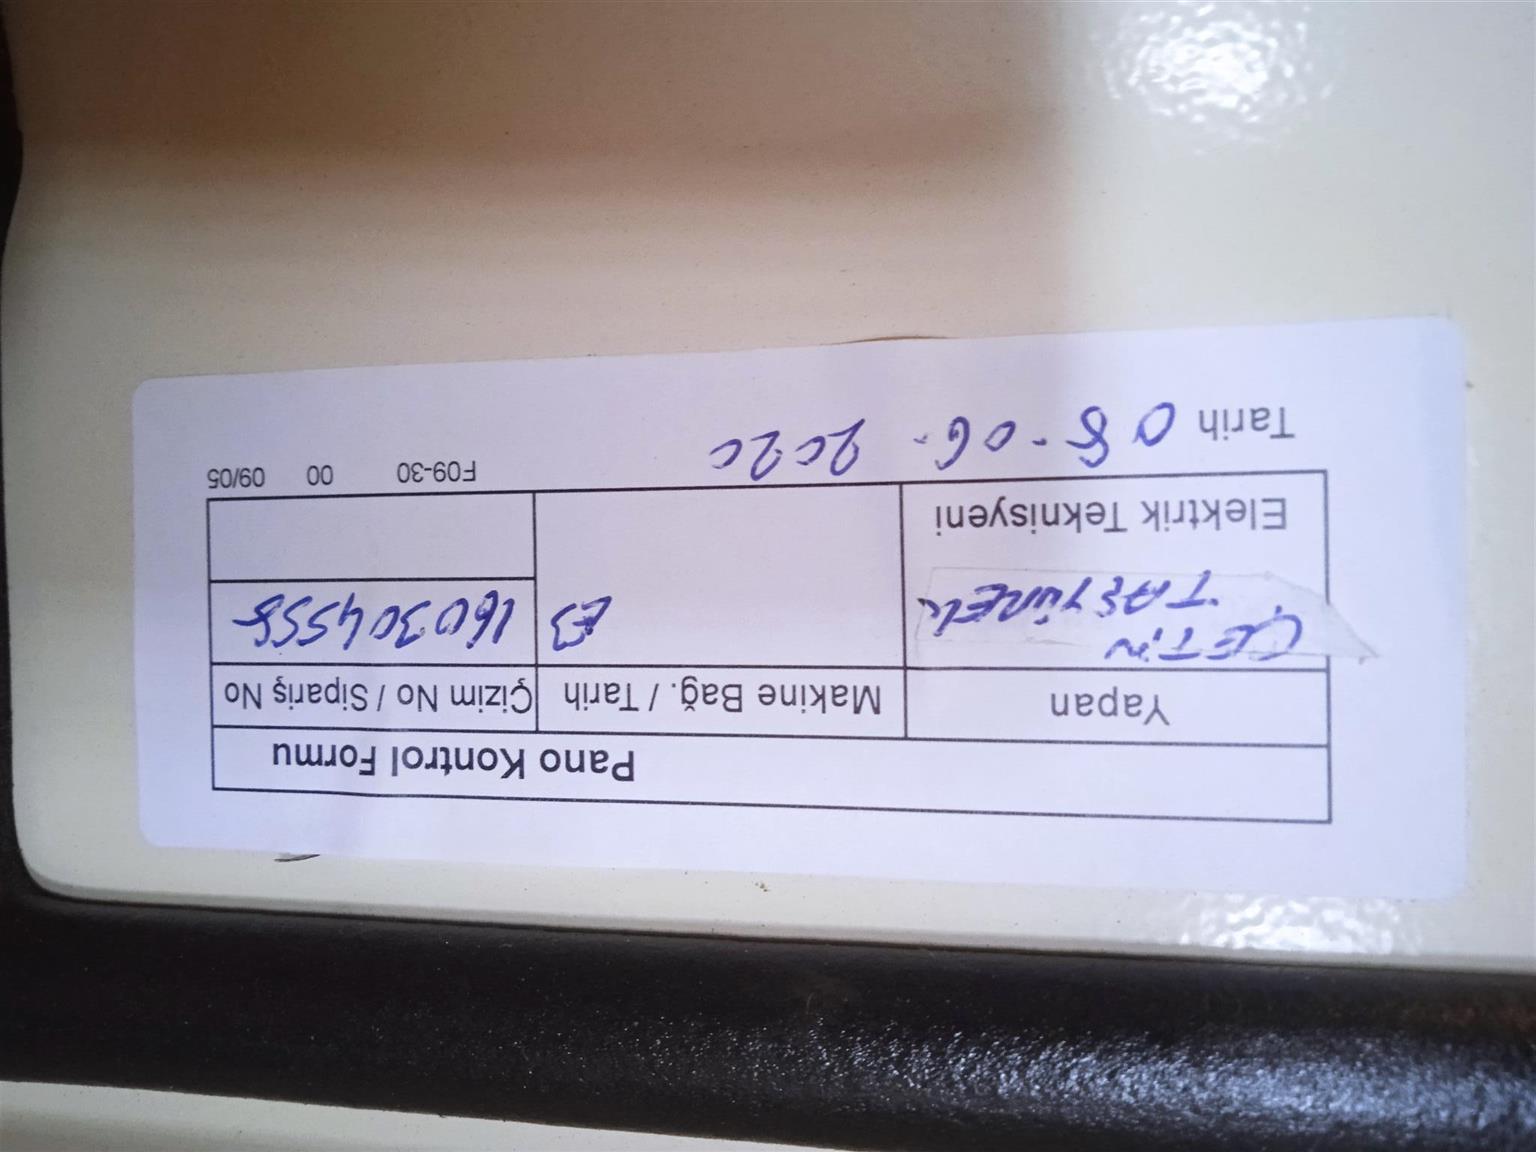 Pano Kontrol Formu
Yapan Makine Bağ. / Tarih Çizim No / Sipariş No
ÇETİN
TAŞYÜREK E3 160304555
Elektrik Teknisyeni
F09-30 00 09/05
Tarih 08.06.2020